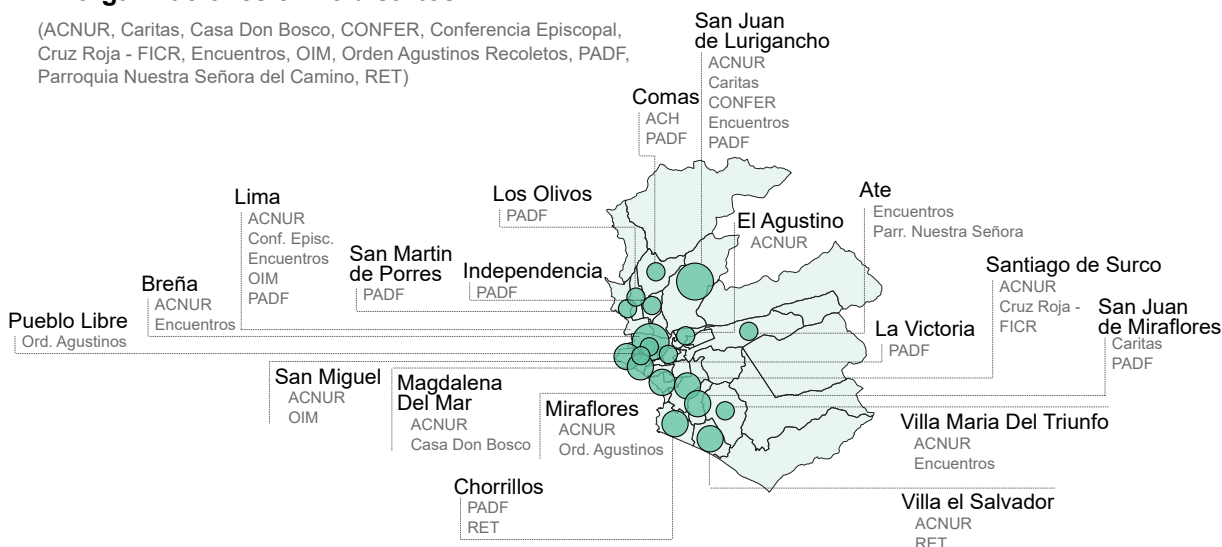 (ACNUR, Caritas, Casa Don Bosco, CONFER, Conferencia Episcopal,
Cruz Roja - FICR, Encuentros, OIM, Orden Agustinos Recoletos, PADF,
Parroquia Nuestra Señora del Camino, RET)
San Juan
de Lurigancho
ACNUR
Caritas
CONFER
Encuentros
PADF
Comas
ACH
PADF
Los Olivos
PADF
Lima
ACNUR
Conf. Episc.
Encuentros
OIM
PADF
San Martin
de Porres
PADF
Independencia
PADF
El Agustino
ACNUR
Ate
Encuentros
Parr. Nuestra Señora
Breña
ACNUR
Encuentros
Pueblo Libre
Ord. Agustinos
Santiago de Surco
ACNUR
Cruz Roja -
FICR
San Juan
de Miraflores
Caritas
PADF
La Victoria
PADF
San Miguel
ACNUR
OIM
Magdalena
Del Mar
ACNUR
Casa Don Bosco
Miraflores
ACNUR
Ord. Agustinos
Villa Maria Del Triunfo
ACNUR
Encuentros
Chorrillos
PADF
RET
Villa el Salvador
ACNUR
RET